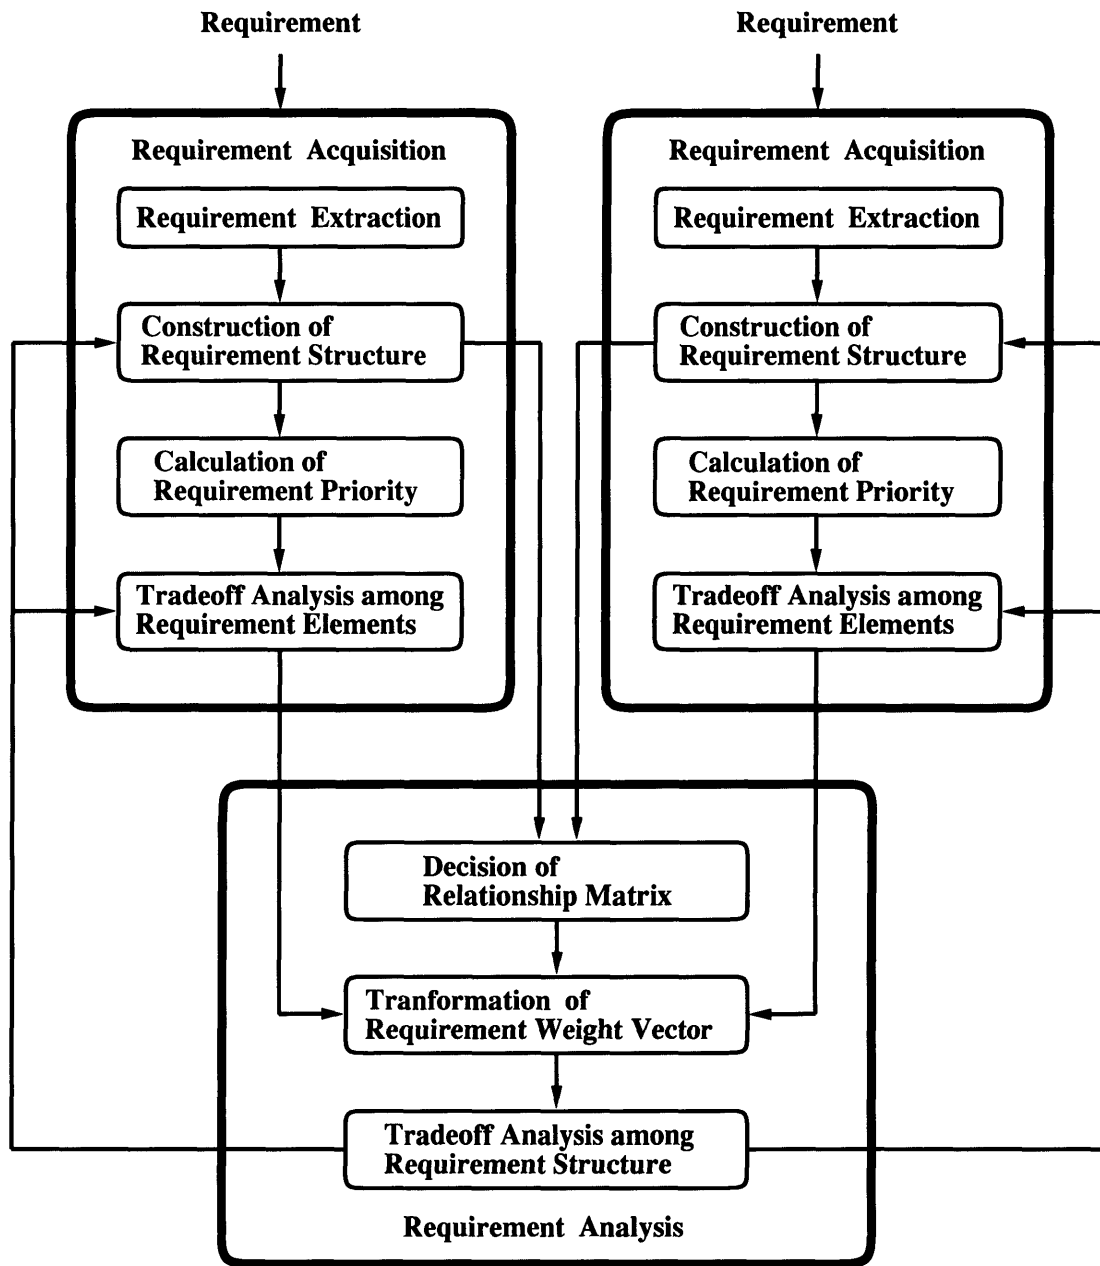 Requirement
Requirement Acquisition
Requirement Extraction
Construction of
Requirement Structure
Calculation of
Requirement Priority
Tradeoff Analysis among
Requirement Elements
Requirement
Requirement Acquisition
Requirement Extraction
Construction of
Requirement Structure
Calculation of
Requirement Priority
Tradeoff Analysis among
Requirement Elements
Decision of
Relationship Matrix
Tranformation of
Requirement Weight Vector
Tradeoff Analysis among
Requirement Structure
Requirement Analysis